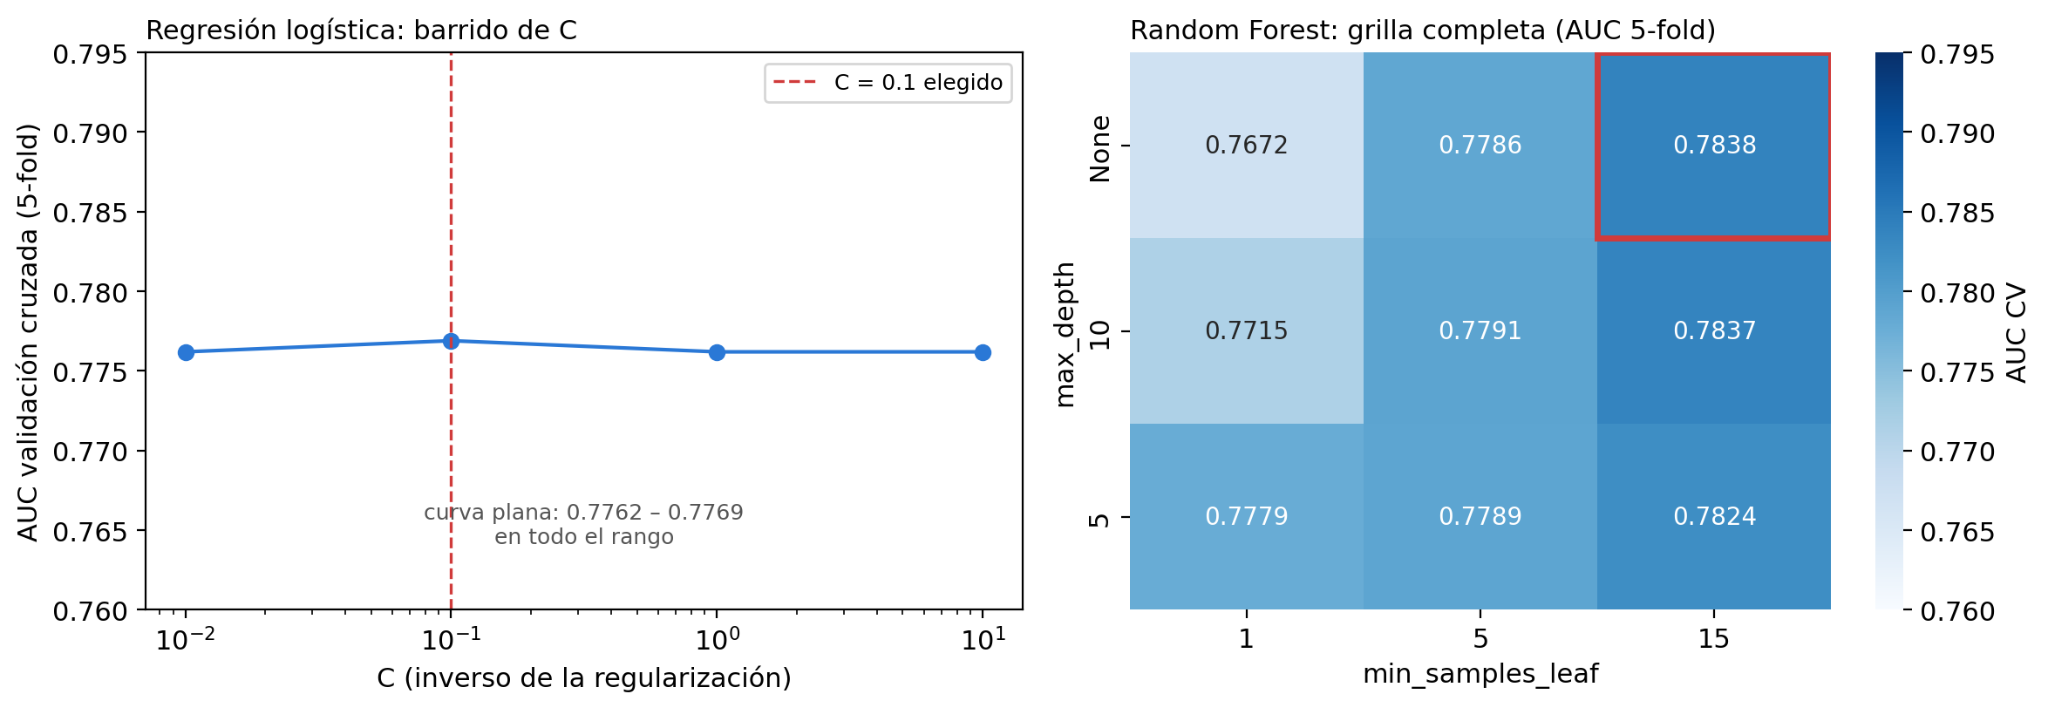 Regresión logística: barrido de C
AUC validación cruzada (5-fold)
0.795
0.790
0.785
0.780
0.775
0.770
0.765
0.760
C = 0.1 elegido
curva plana: 0.7762 – 0.7769
en todo el rango
10⁻² 10⁻¹ 10⁰ 10¹
C (inverso de la regularización)
Random Forest: grilla completa (AUC 5-fold)
max_depth
None 0.7672 0.7786 0.7838
10 0.7715 0.7791 0.7837
5 0.7779 0.7789 0.7824
1 5 15
min_samples_leaf
0.795
0.790
0.785
0.780
0.775
0.770
0.765
0.760
AUC CV